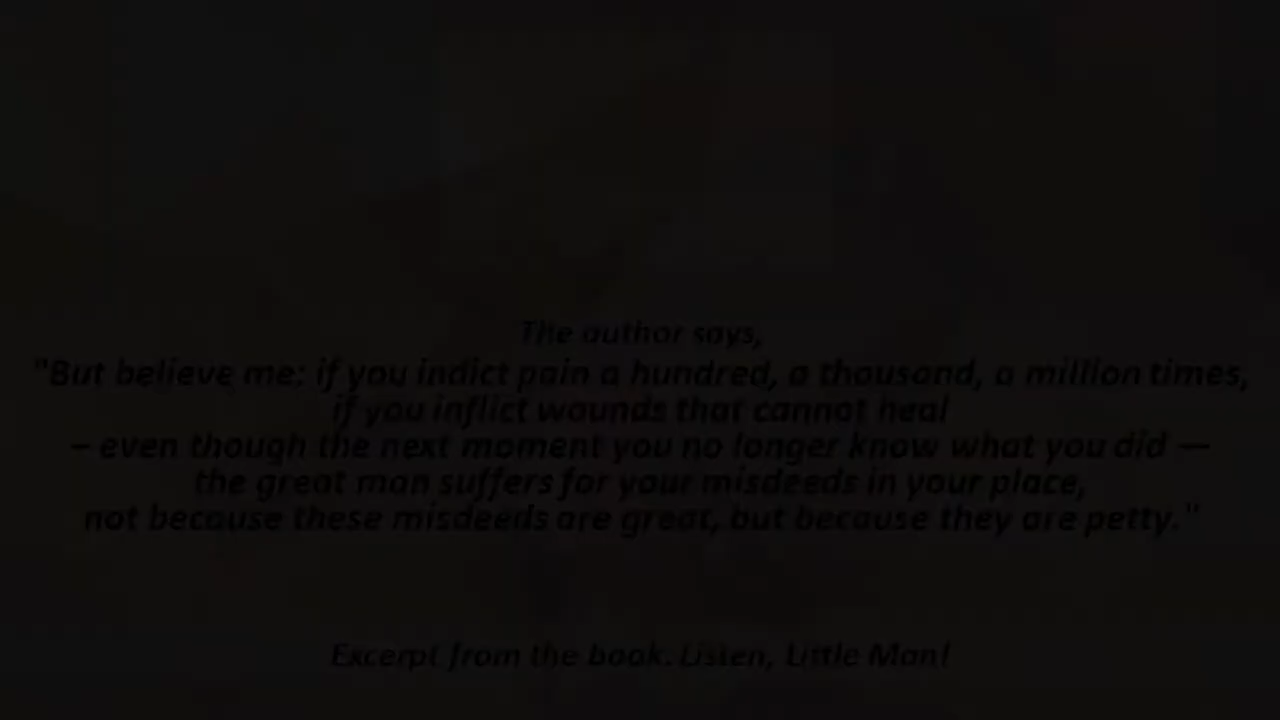 The author says,
"But believe me: if you indict pain a hundred, a thousand, a million times,
if you inflict wounds that cannot heal
– even though the next moment you no longer know what you did —
the great man suffers for your misdeeds in your place,
not because these misdeeds are great, but because they are petty."
Excerpt from the book. Listen, Little Man!